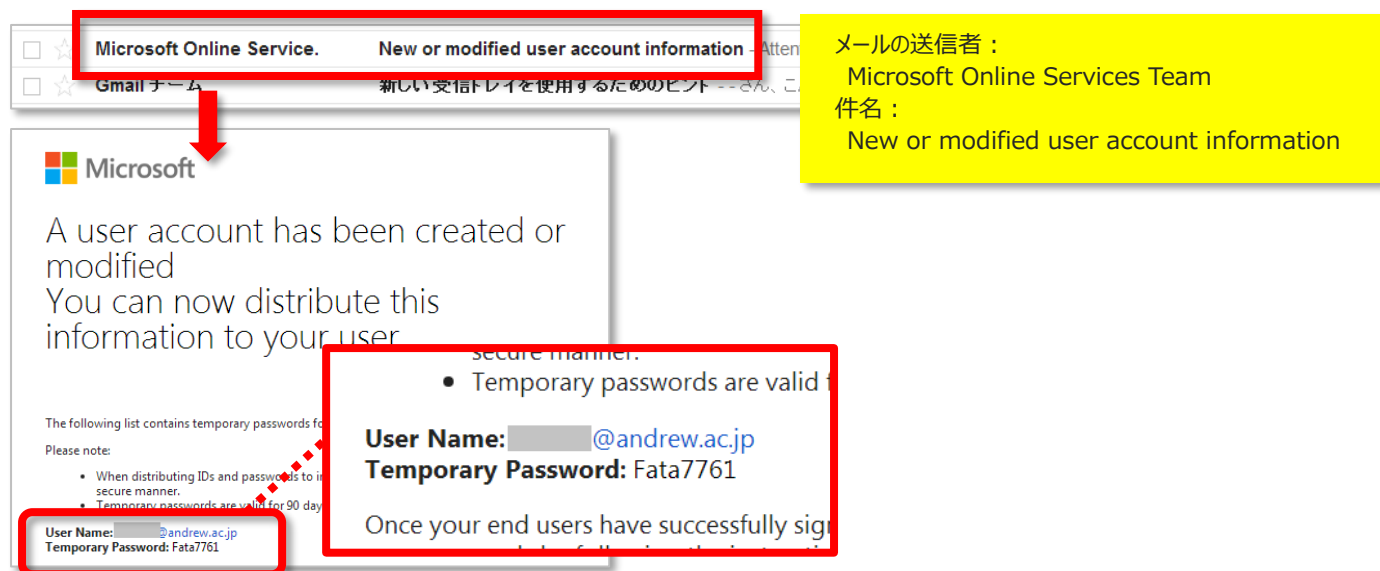 Microsoft Online Service. New or modified user account information - Atten
Gmail チーム 新しい受信トレイを使用するためのヒント - -さん、こ
メールの送信者：
Microsoft Online Services Team
件名：
New or modified user account information
Microsoft
A user account has been created or
modified
You can now distribute this
information to your user
The following list contains temporary passwords fo
Please note:
• When distributing IDs and passwords to in
secure manner.
• Temporary passwords are valid for 90 day
User Name: @andrew.ac.jp
Temporary Password: Fata7761
secure manner.
• Temporary passwords are valid f
User Name: @andrew.ac.jp
Temporary Password: Fata7761
Once your end users have successfully sign